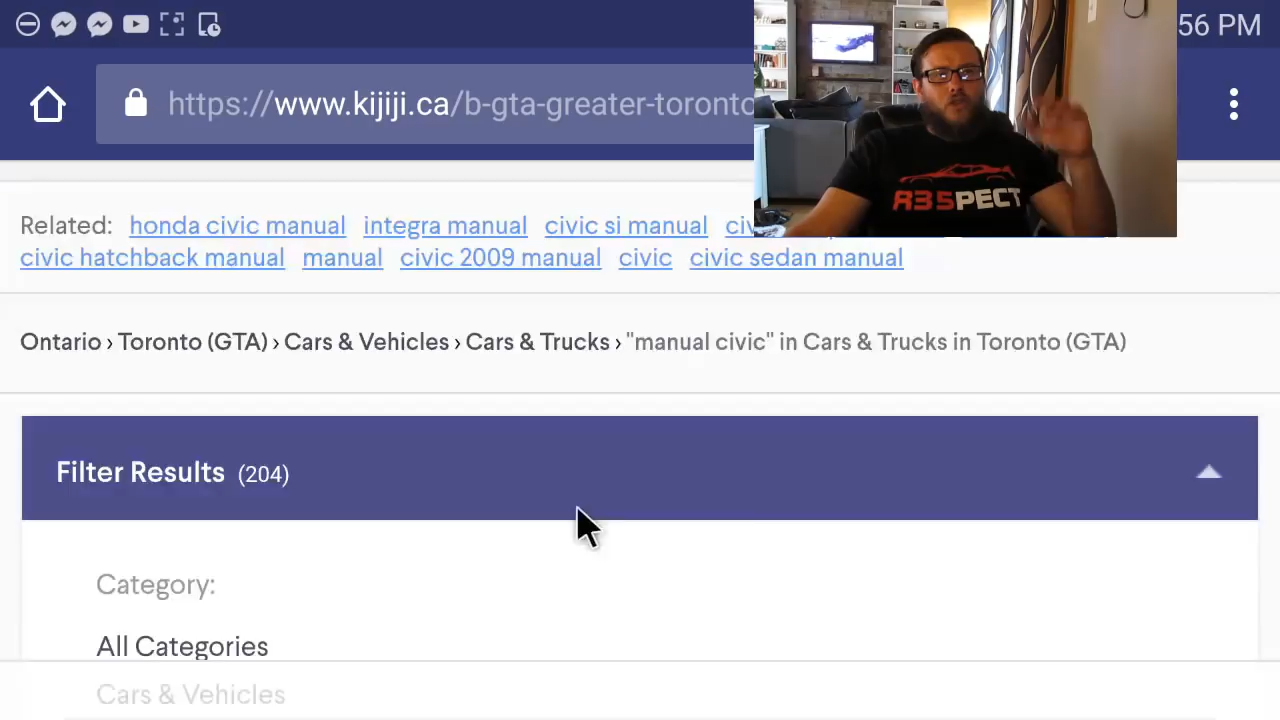 56 PM
https://www.kijiji.ca/b-gta-greater-toronto
R35PECT
Related: honda civic manual integra manual civic si manual
civic hatchback manual manual civic 2009 manual civic civic sedan manual
Ontario › Toronto (GTA) › Cars & Vehicles › Cars & Trucks › "manual civic" in Cars & Trucks in Toronto (GTA)
Filter Results (204)
Category:
All Categories
Cars & Vehicles